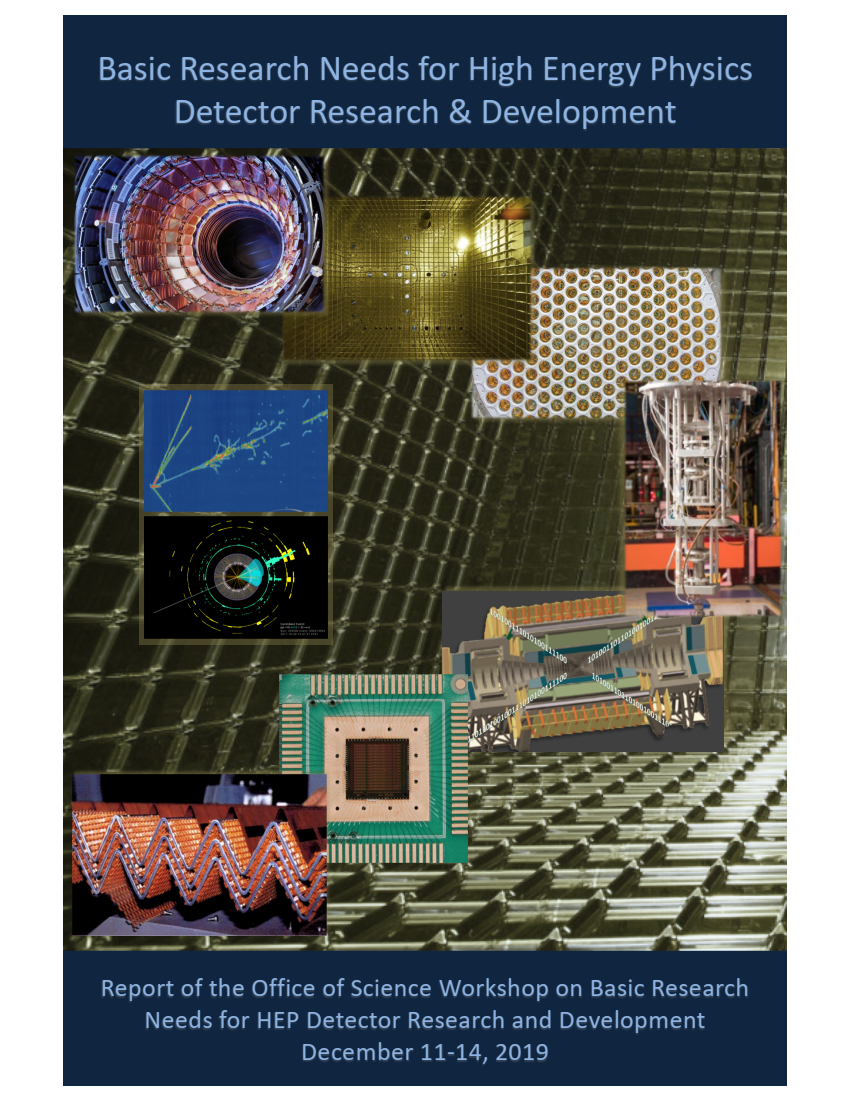 Basic Research Needs for High Energy Physics
Detector Research & Development
Report of the Office of Science Workshop on Basic Research
Needs for HEP Detector Research and Development
December 11-14, 2019